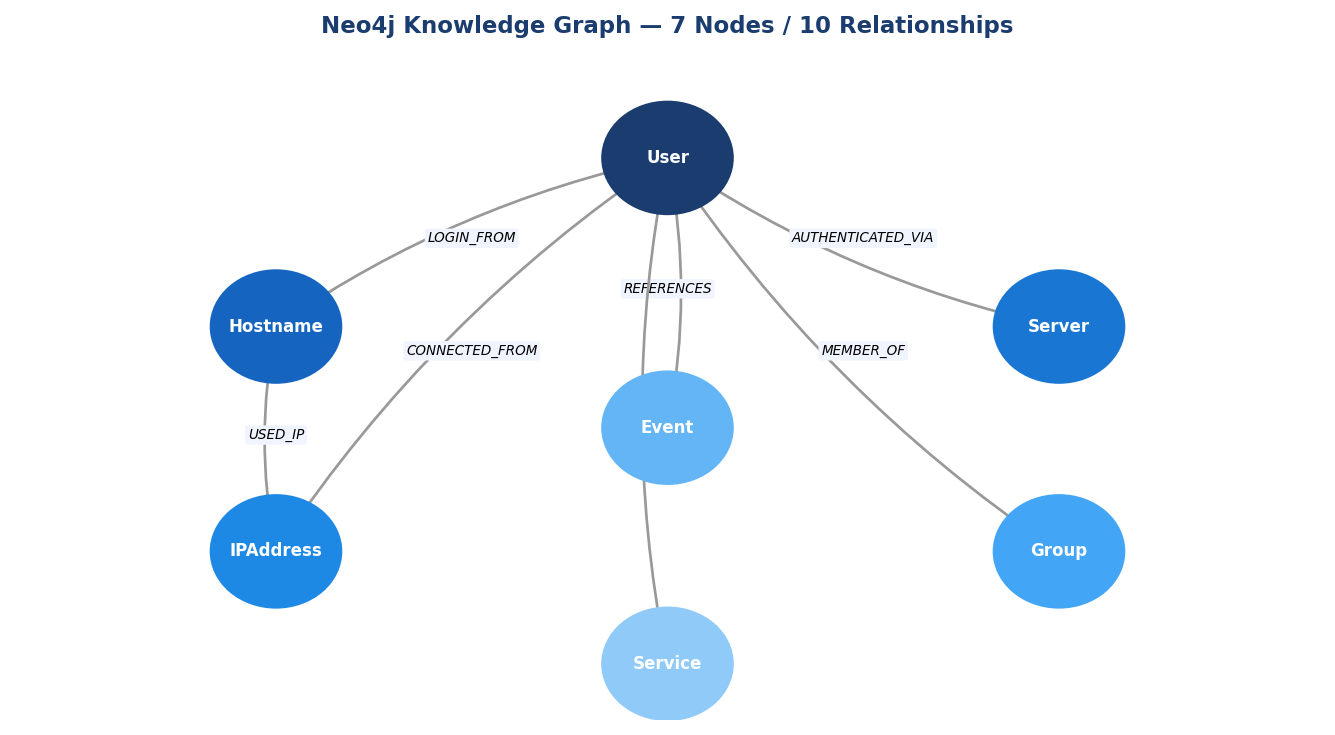 Neo4j Knowledge Graph — 7 Nodes / 10 Relationships
User
LOGIN_FROM
AUTHENTICATED_VIA
REFERENCES
Hostname
Server
CONNECTED_FROM
MEMBER_OF
Event
USED_IP
IPAddress
Group
Service